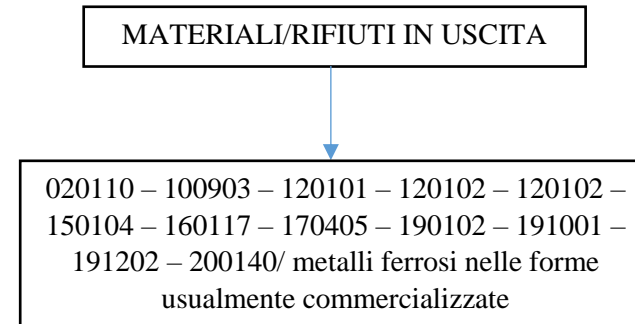 MATERIALI/RIFIUTI IN USCITA
020110 – 100903 – 120101 – 120102 – 120102 –
150104 – 160117 – 170405 – 190102 – 191001 –
191202 – 200140/ metalli ferrosi nelle forme
usualmente commercializzate